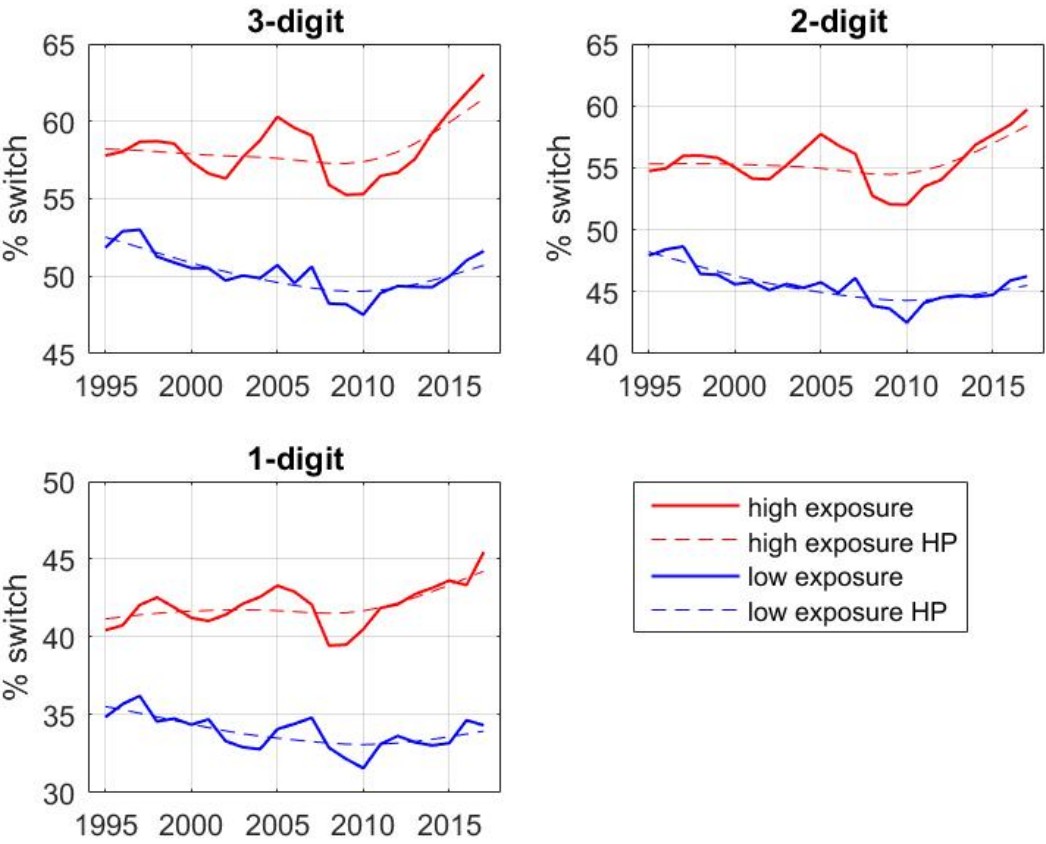 3-digit
65
60
55
50
45
% switch
1995 2000 2005 2010 2015
2-digit
65
60
55
50
45
40
% switch
1995 2000 2005 2010 2015
1-digit
50
45
40
35
30
% switch
1995 2000 2005 2010 2015
high exposure
high exposure HP
low exposure
low exposure HP